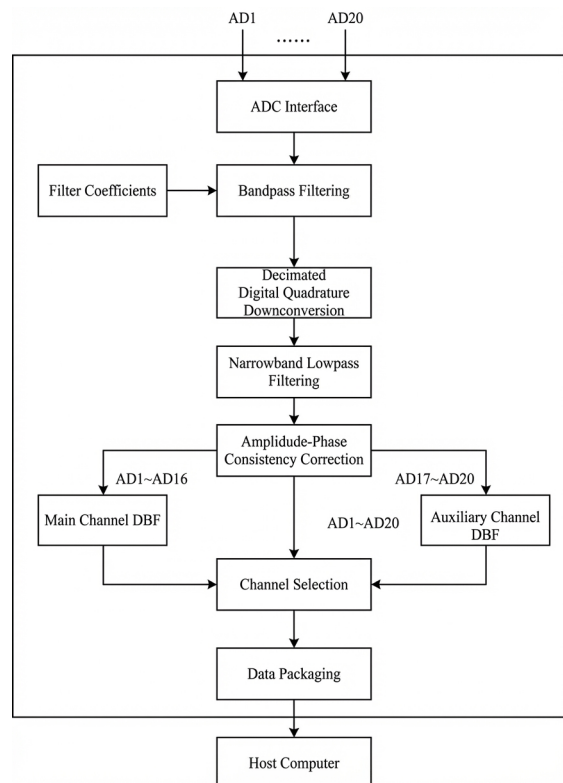 AD1 ...... AD20
ADC Interface
Filter Coefficients
Bandpass Filtering
Decimated
Digital Quadrature
Downconversion
Narrowband Lowpass
Filtering
Amplidude-Phase
Consistency Correction
AD1~AD16
AD17~AD20
Main Channel DBF
AD1~AD20
Auxiliary Channel
DBF
Channel Selection
Data Packaging
Host Computer